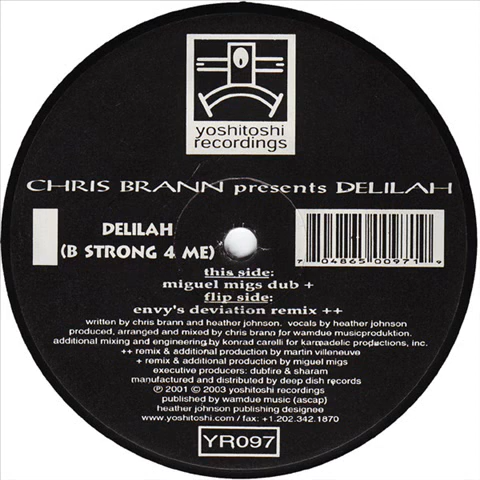 yoshitoshi
recordings
CHRIS BRANN presents DELILAH
DELILAH
(B STRONG 4 ME)
7 04865 00971 9
this side:
miguel migs dub +
flip side:
envy's deviation remix ++
written by chris brann and heather johnson. vocals by heather johnson
produced, arranged and mixed by chris brann for wamdue musicproduktion,
additional mixing and engineering by konrad carelli for karmadelic productions, inc.
++ remix & additional production by martin villeneuve
+ remix & additional production by miguel migs
executive producers: dubfire & sharam
manufactured and distributed by deep dish records
℗ 2001 © 2003 yoshitoshi recordings
published by wamdue music (ascap)
heather johnson publishing designee
www.yoshitoshi.com / fax: +1.202.342.1870
YR097